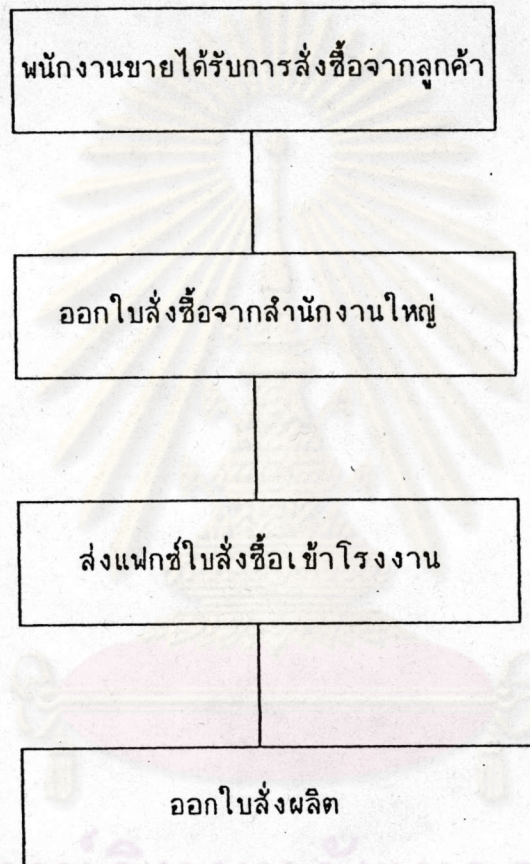 พนักงานขายได้รับการสั่งซื้อจากลูกค้า
ออกใบสั่งซื้อจากสำนักงานใหญ่
ส่งแฟกซ์ใบสั่งซื้อเข้าโรงงาน
ออกใบสั่งผลิต